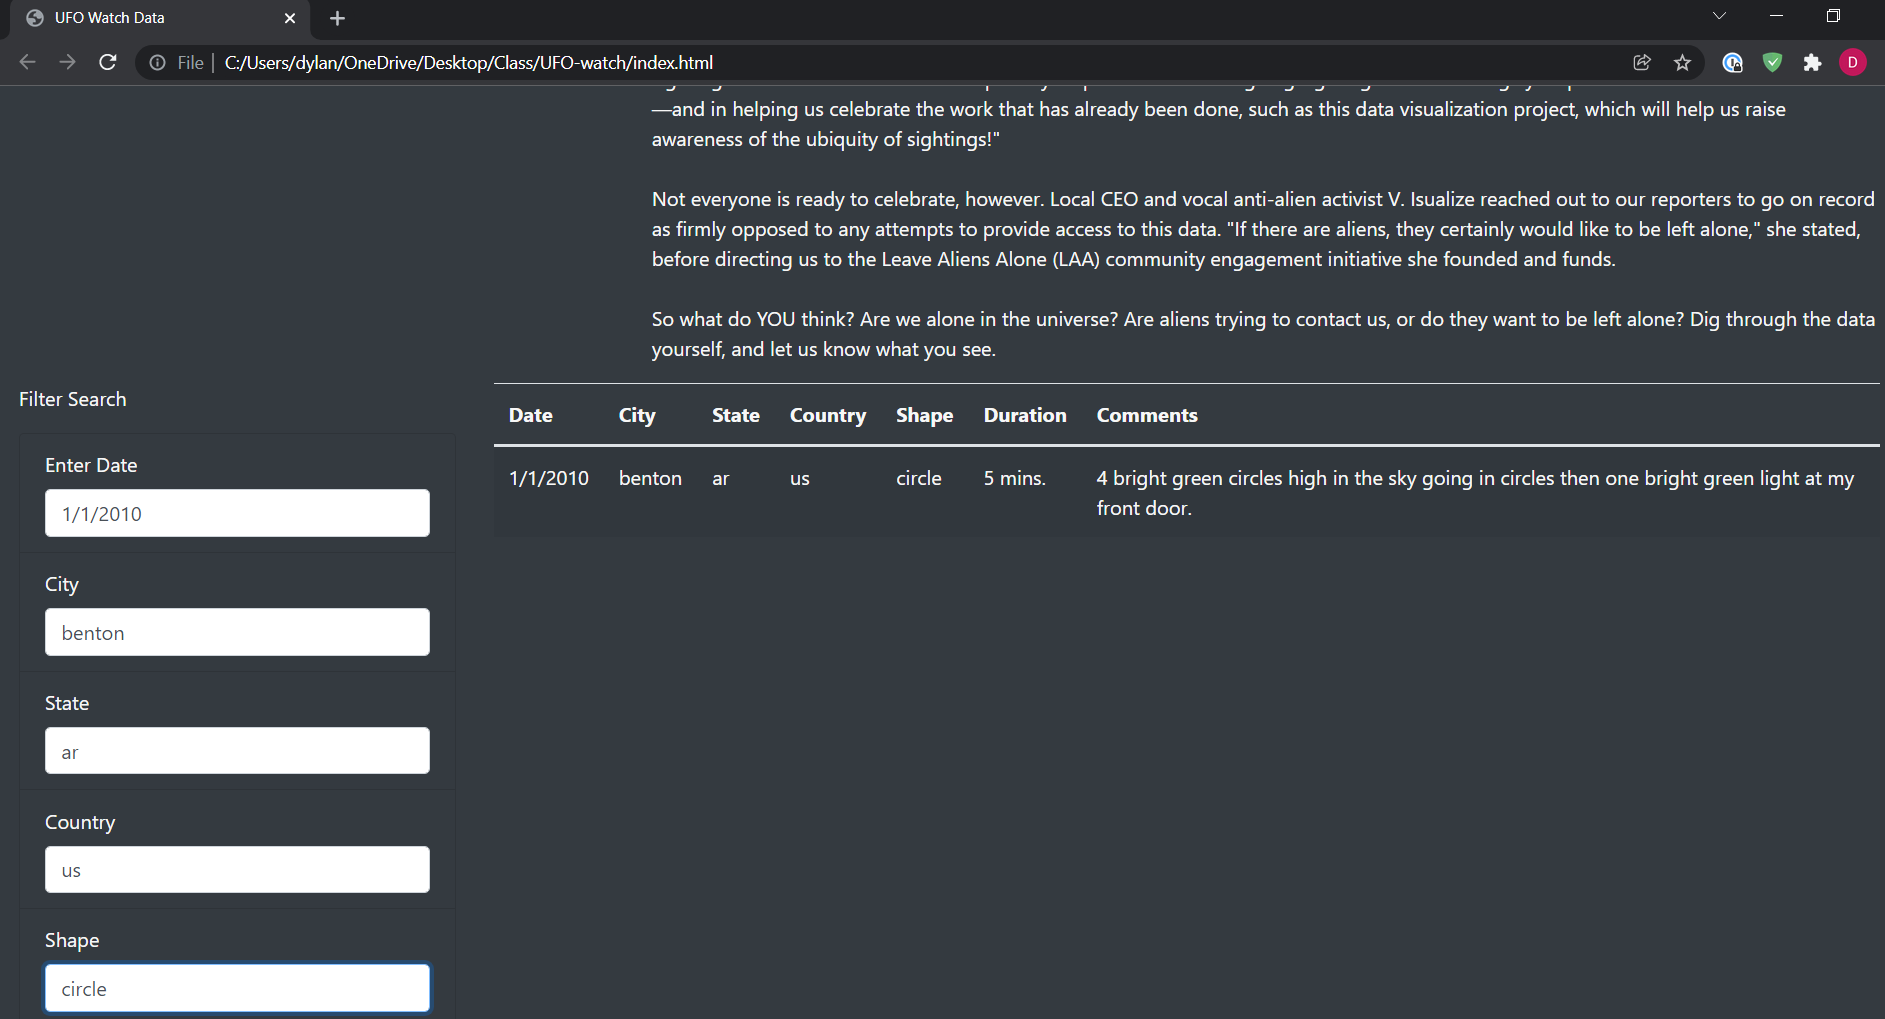 UFO Watch Data
File
C:/Users/dylan/OneDrive/Desktop/Class/UFO-watch/index.html
D
—and in helping us celebrate the work that has already been done, such as this data visualization project, which will help us raise
awareness of the ubiquity of sightings!"
Not everyone is ready to celebrate, however. Local CEO and vocal anti-alien activist V. Isualize reached out to our reporters to go on record
as firmly opposed to any attempts to provide access to this data. "If there are aliens, they certainly would like to be left alone," she stated,
before directing us to the Leave Aliens Alone (LAA) community engagement initiative she founded and funds.
So what do YOU think? Are we alone in the universe? Are aliens trying to contact us, or do they want to be left alone? Dig through the data
yourself, and let us know what you see.
Filter Search
Enter Date
1/1/2010
City
benton
State
ar
Country
us
Shape
circle
Date City State Country Shape Duration Comments
1/1/2010 benton ar us circle 5 mins. 4 bright green circles high in the sky going in circles then one bright green light at my
front door.